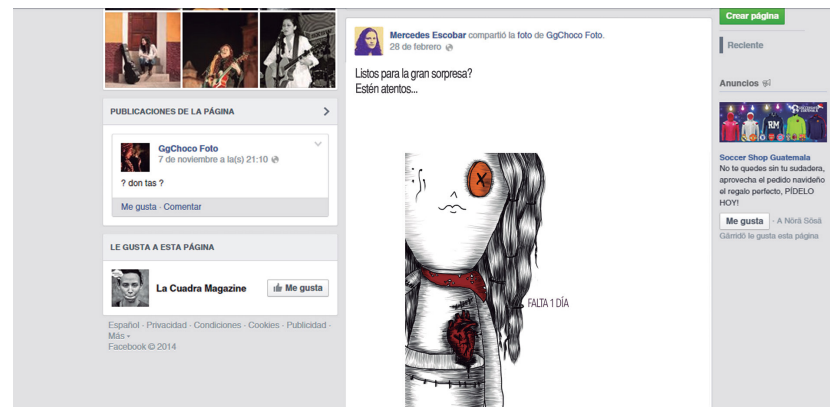 PUBLICACIONES DE LA PÁGINA
GgChoco Foto
7 de noviembre a la(s) 21:10
? don tas ?
Me gusta · Comentar
LE GUSTA A ESTA PÁGINA
La Cuadra Magazine
Me gusta
Español · Privacidad · Condiciones · Cookies · Publicidad ·
Más
Facebook © 2014
Mercedes Escobar compartió la foto de GgChoco Foto.
28 de febrero
Listos para la gran sorpresa?
Estén atentos...
FALTA 1 DÍA
Crear página
Reciente
Anuncios
RM
Soccer Shop Guatemala
No te quedes sin tu sudadera,
aprovecha el pedido navideño
el regalo perfecto, PÍDELO
HOY!
Me gusta · A Nörä Sösä
Gärridö le gusta esta página